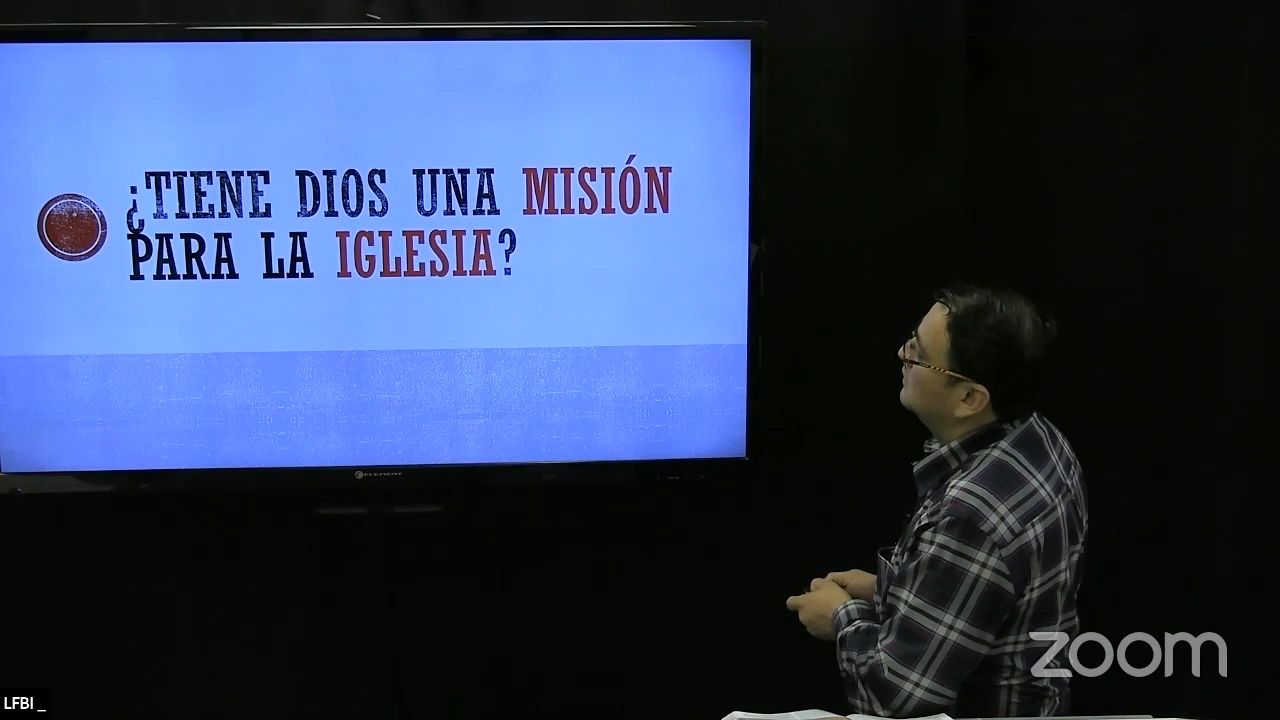 ¿TIENE DIOS UNA MISIÓN
PARA LA IGLESIA?
ELEMENT
zoom
LFBI _